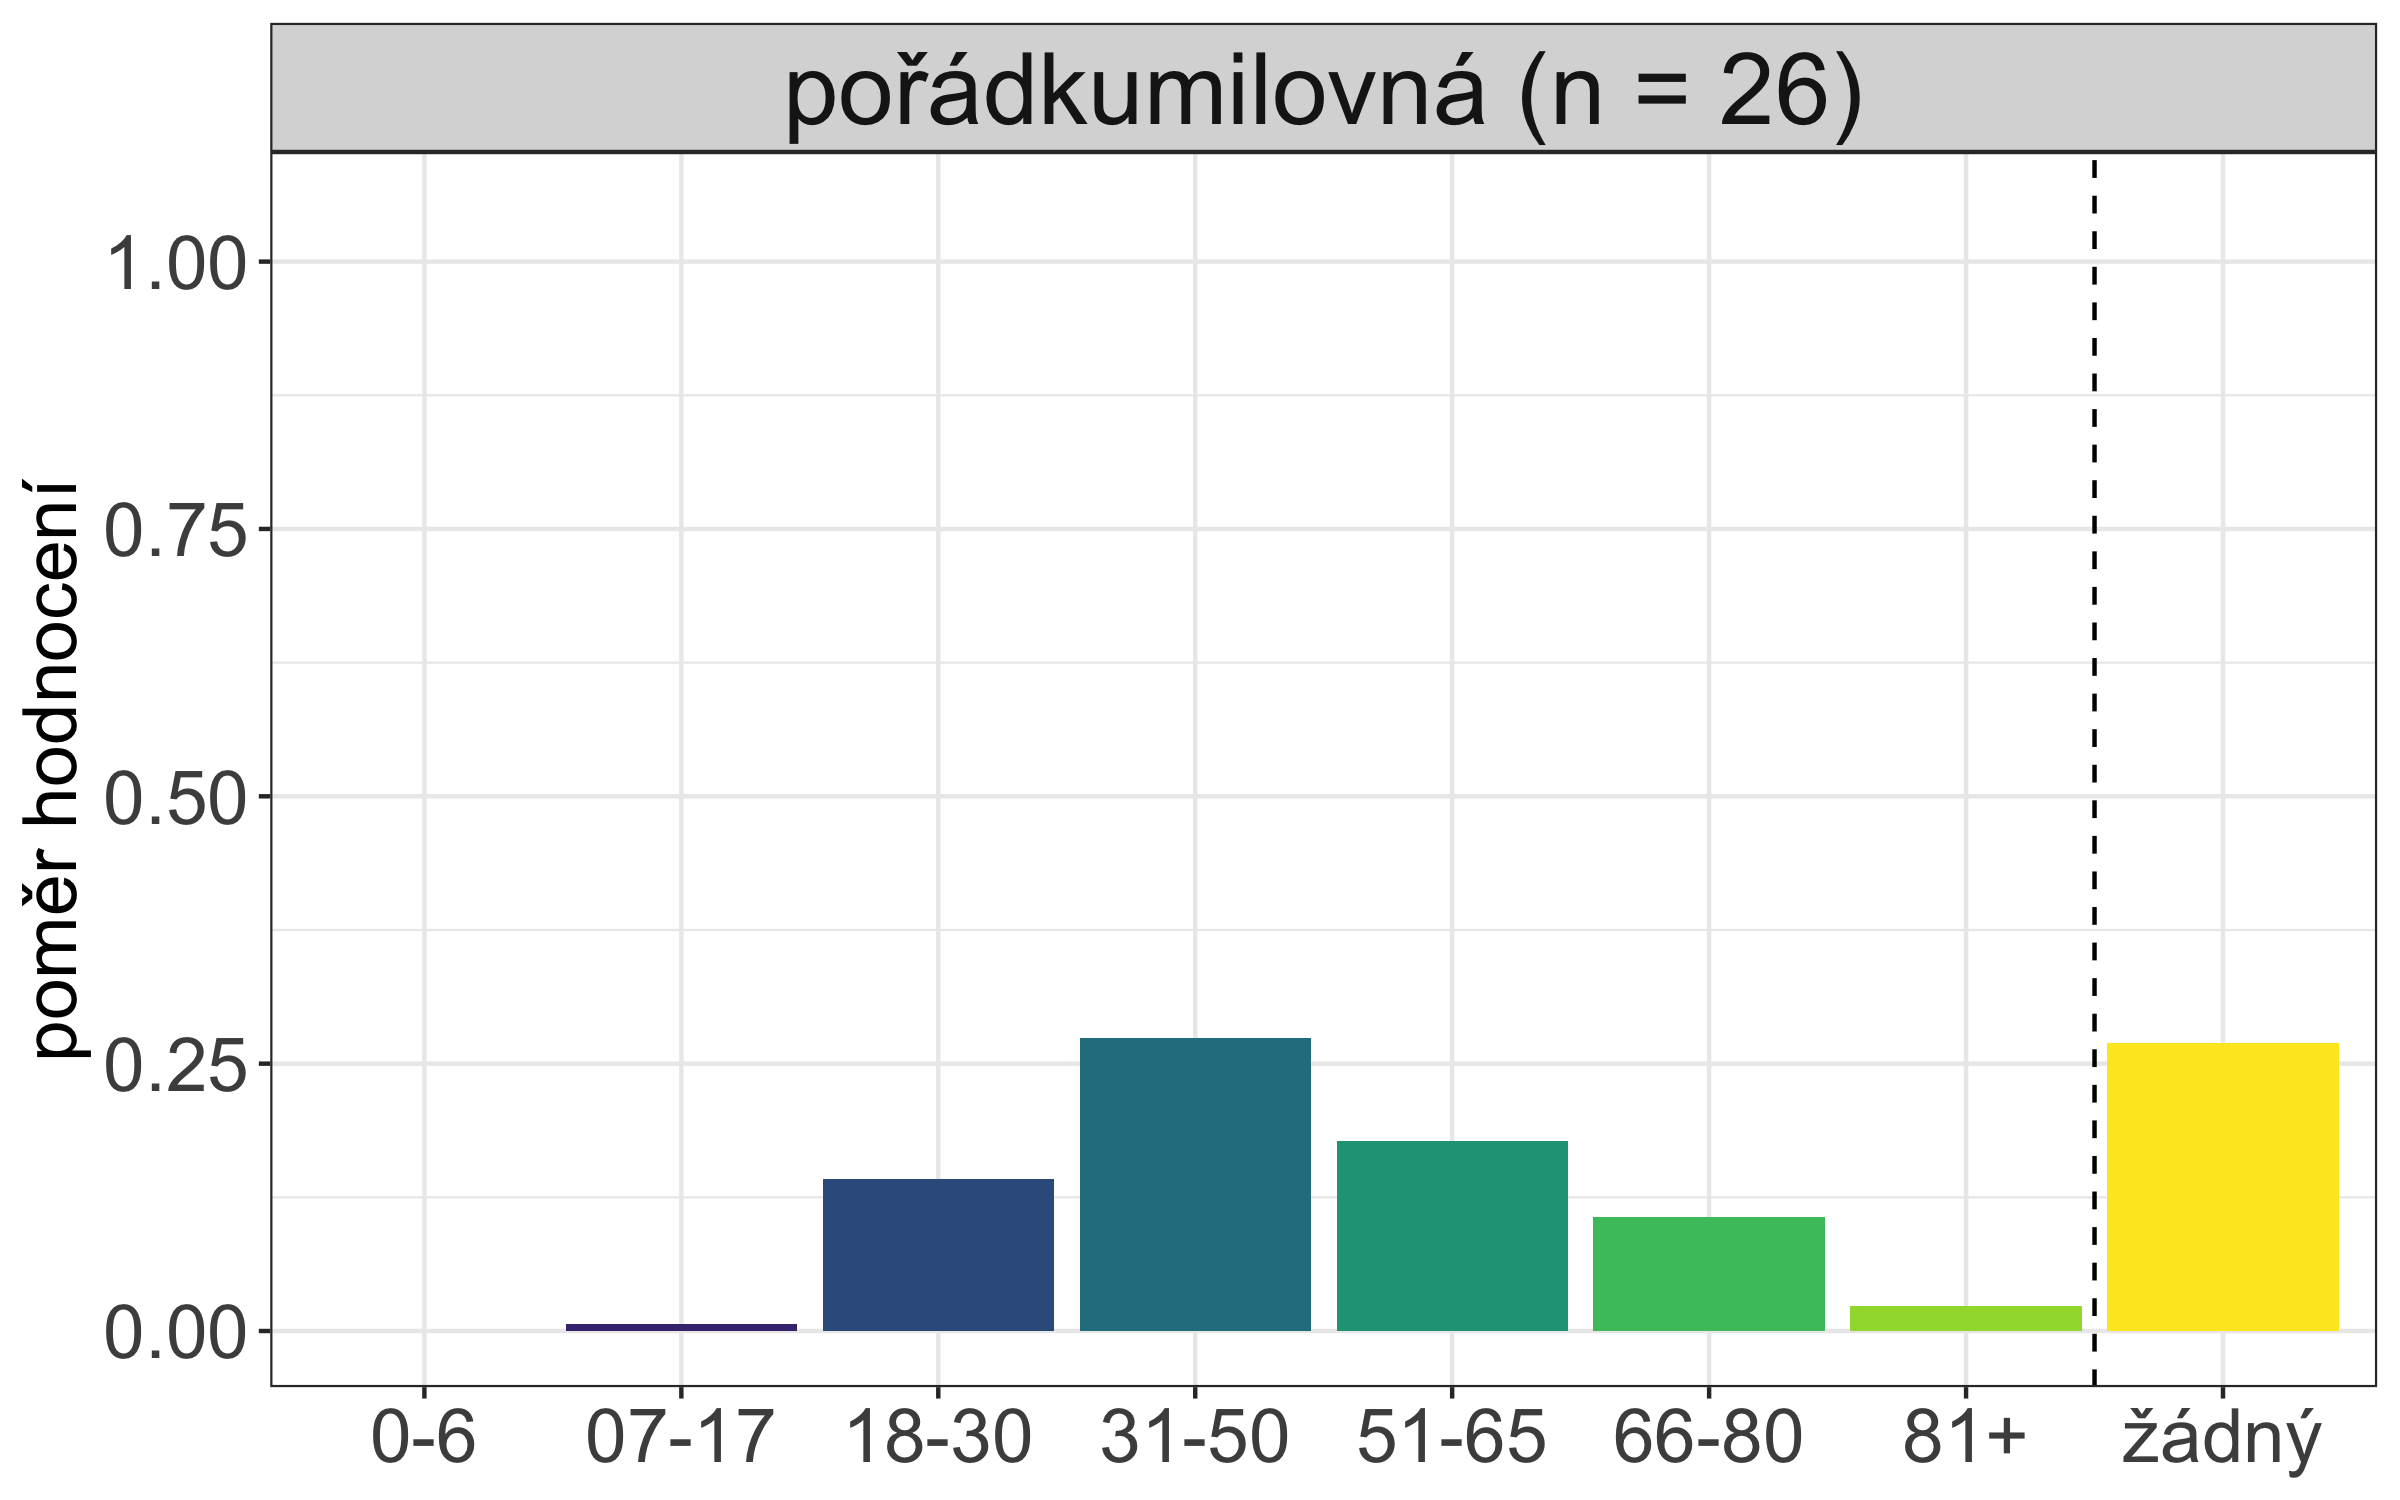 pořádkumilovná (n = 26)
poměr hodnocení
1.00
0.75
0.50
0.25
0.00
0-6 07-17 18-30 31-50 51-65 66-80 81+ žádný